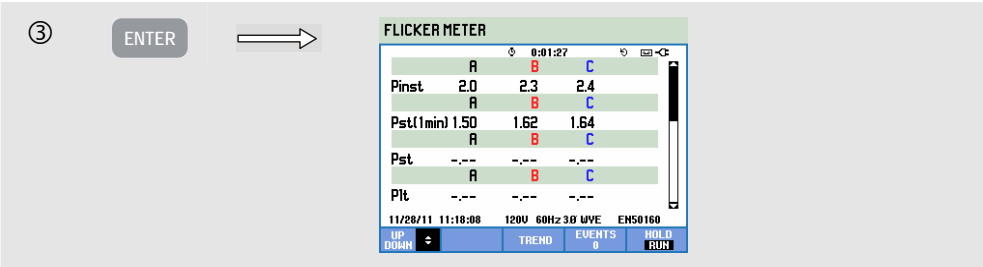 ③ ENTER
FLICKER METER
0:01:27
A B C
Pinst 2.0 2.3 2.4
A B C
Pst(1min) 1.50 1.62 1.64
A B C
Pst -.-- -.-- -.--
A B C
Plt -.-- -.-- -.--
11/28/11 11:18:08 120V 60Hz 3Ø WYE EN50160
UP DOWN TREND EVENTS 0 HOLD RUN